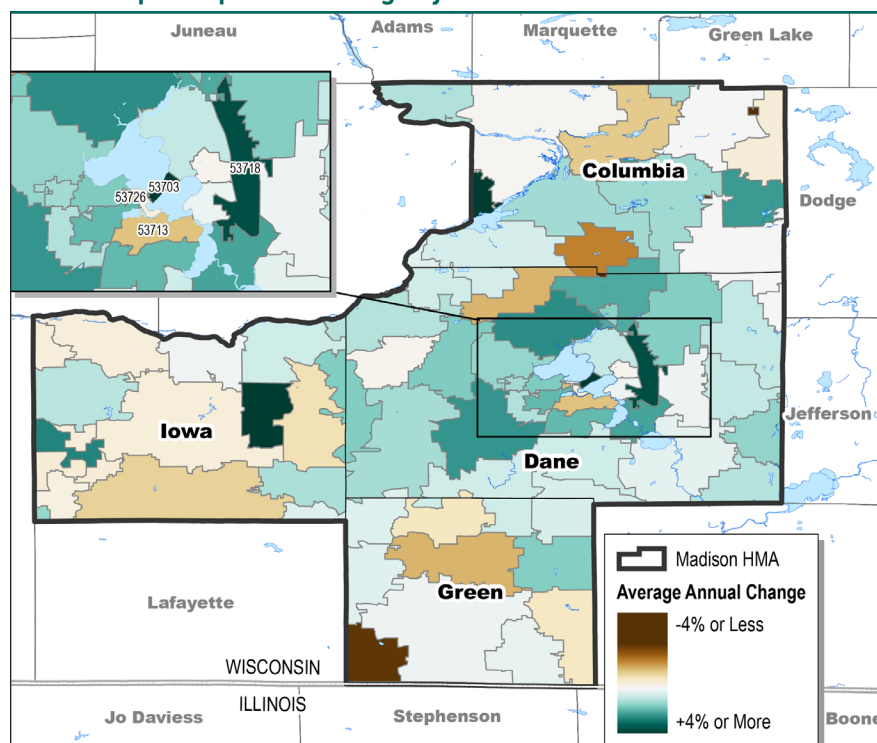 Juneau
Adams
Marquette
Green Lake
53718
53703
53726
53713
Columbia
Dodge
Iowa
Jefferson
Dane
Green
Lafayette
WISCONSIN
ILLINOIS
Jo Daviess
Stephenson
Boone
Madison HMA
Average Annual Change
-4% or Less
+4% or More